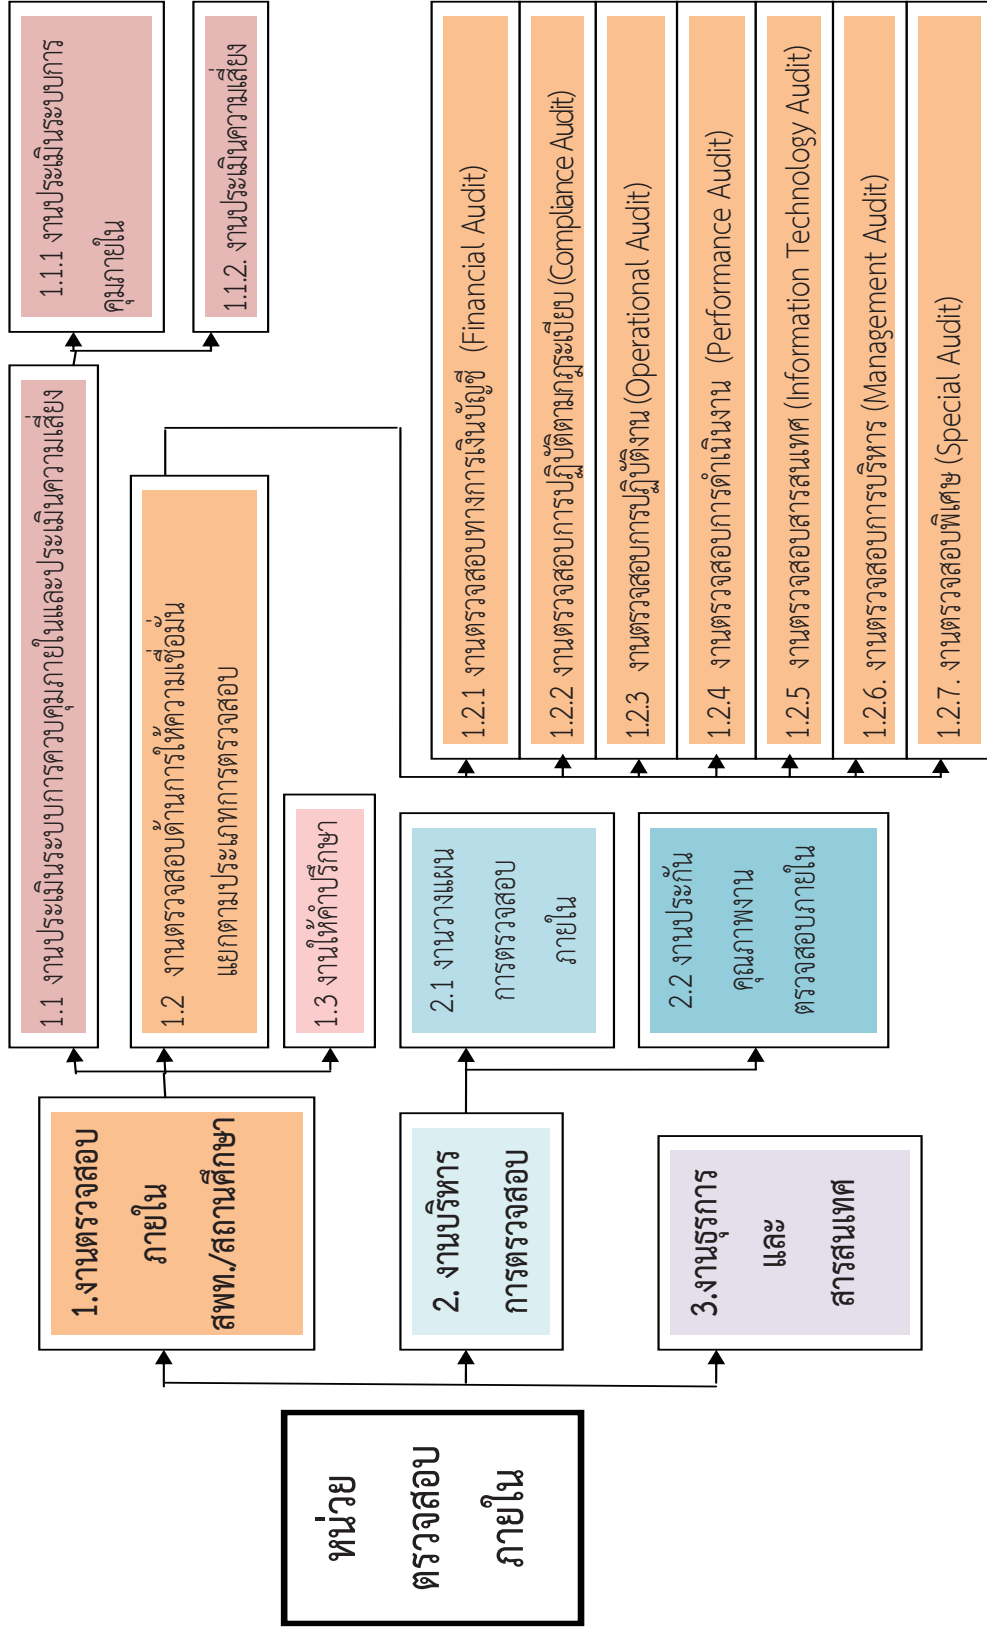 หน่วย
ตรวจสอบ
ภายใน
1.งานตรวจสอบ
ภายใน
สพท./สถานศึกษา
2. งานบริหาร
การตรวจสอบ
3.งานธุรการ
และ
สารสนเทศ
1.1 งานประเมินระบบการควบคุมภายในและประเมินความเสี่ยง
1.2 งานตรวจสอบด้านการให้ความเชื่อมั่น
แยกตามประเภทการตรวจสอบ
1.3 งานให้คำปรึกษา
2.1 งานวางแผน
การตรวจสอบ
ภายใน
2.2 งานประกัน
คุณภาพงาน
ตรวจสอบภายใน
1.1.1 งานประเมินระบบการ
คุมภายใน
1.1.2. งานประเมินความเสี่ยง
1.2.1 งานตรวจสอบทางการเงินบัญชี (Financial Audit)
1.2.2 งานตรวจสอบการปฏิบัติตามกฎระเบียบ (Compliance Audit)
1.2.3 งานตรวจสอบการปฏิบัติงาน (Operational Audit)
1.2.4 งานตรวจสอบการดำเนินงาน (Performance Audit)
1.2.5 งานตรวจสอบสารสนเทศ (Information Technology Audit)
1.2.6. งานตรวจสอบการบริหาร (Management Audit)
1.2.7. งานตรวจสอบพิเศษ (Special Audit)